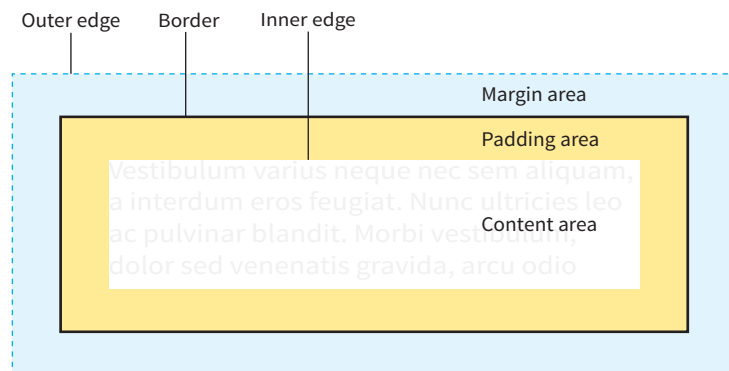 Outer edge
Border
Inner edge
Margin area
Padding area
Vestibulum varius neque nec sem aliquam,
a interdum eros feugiat. Nunc ultricies leo
Content area
ac pulvinar blandit. Morbi vestibulum,
dolor sed venenatis gravida, arcu odio